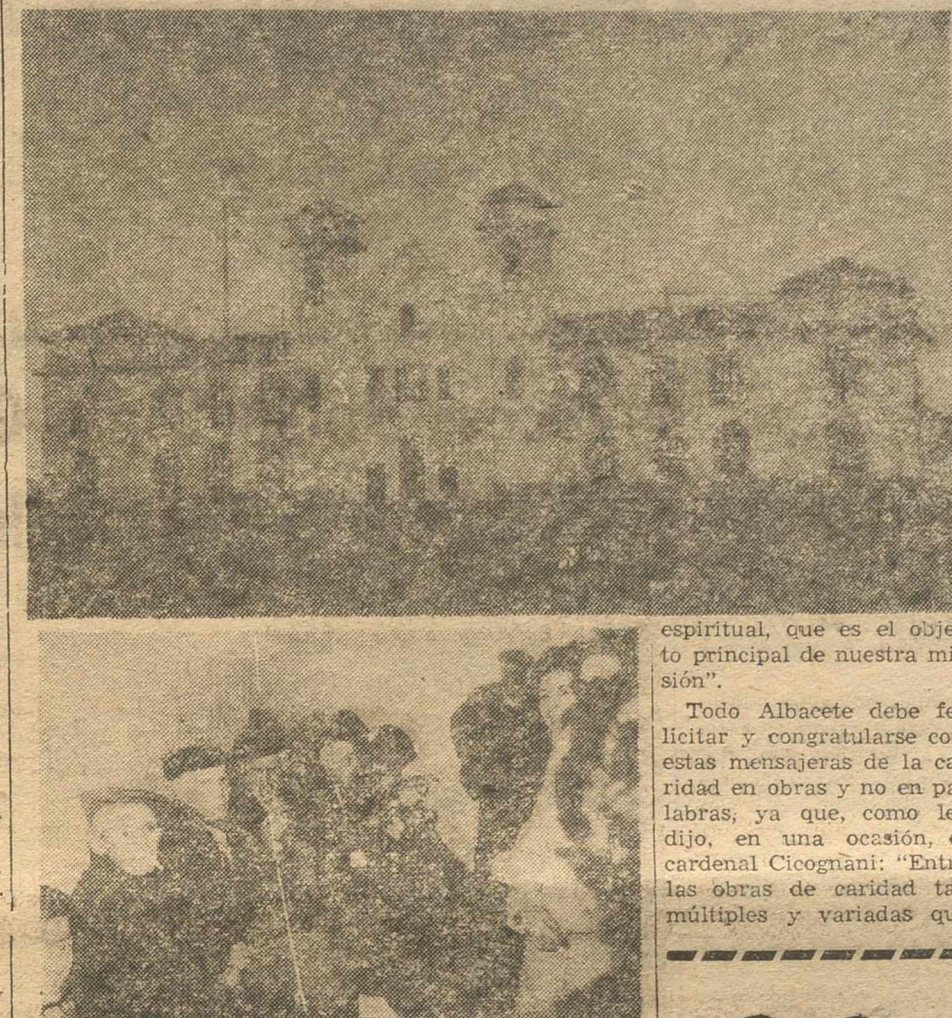 espiritual, que es el obje-
to principal de nuestra mi-
sión".
Todo Albacete debe fe-
licitar y congratularse co
estas mensajeras de la ca
ridad en obras y no en pa
labras, ya que, como le
dijo, en una ocasión, e
cardenal Cicognani: "Entr
las obras de caridad ta
múltiples y variadas qu